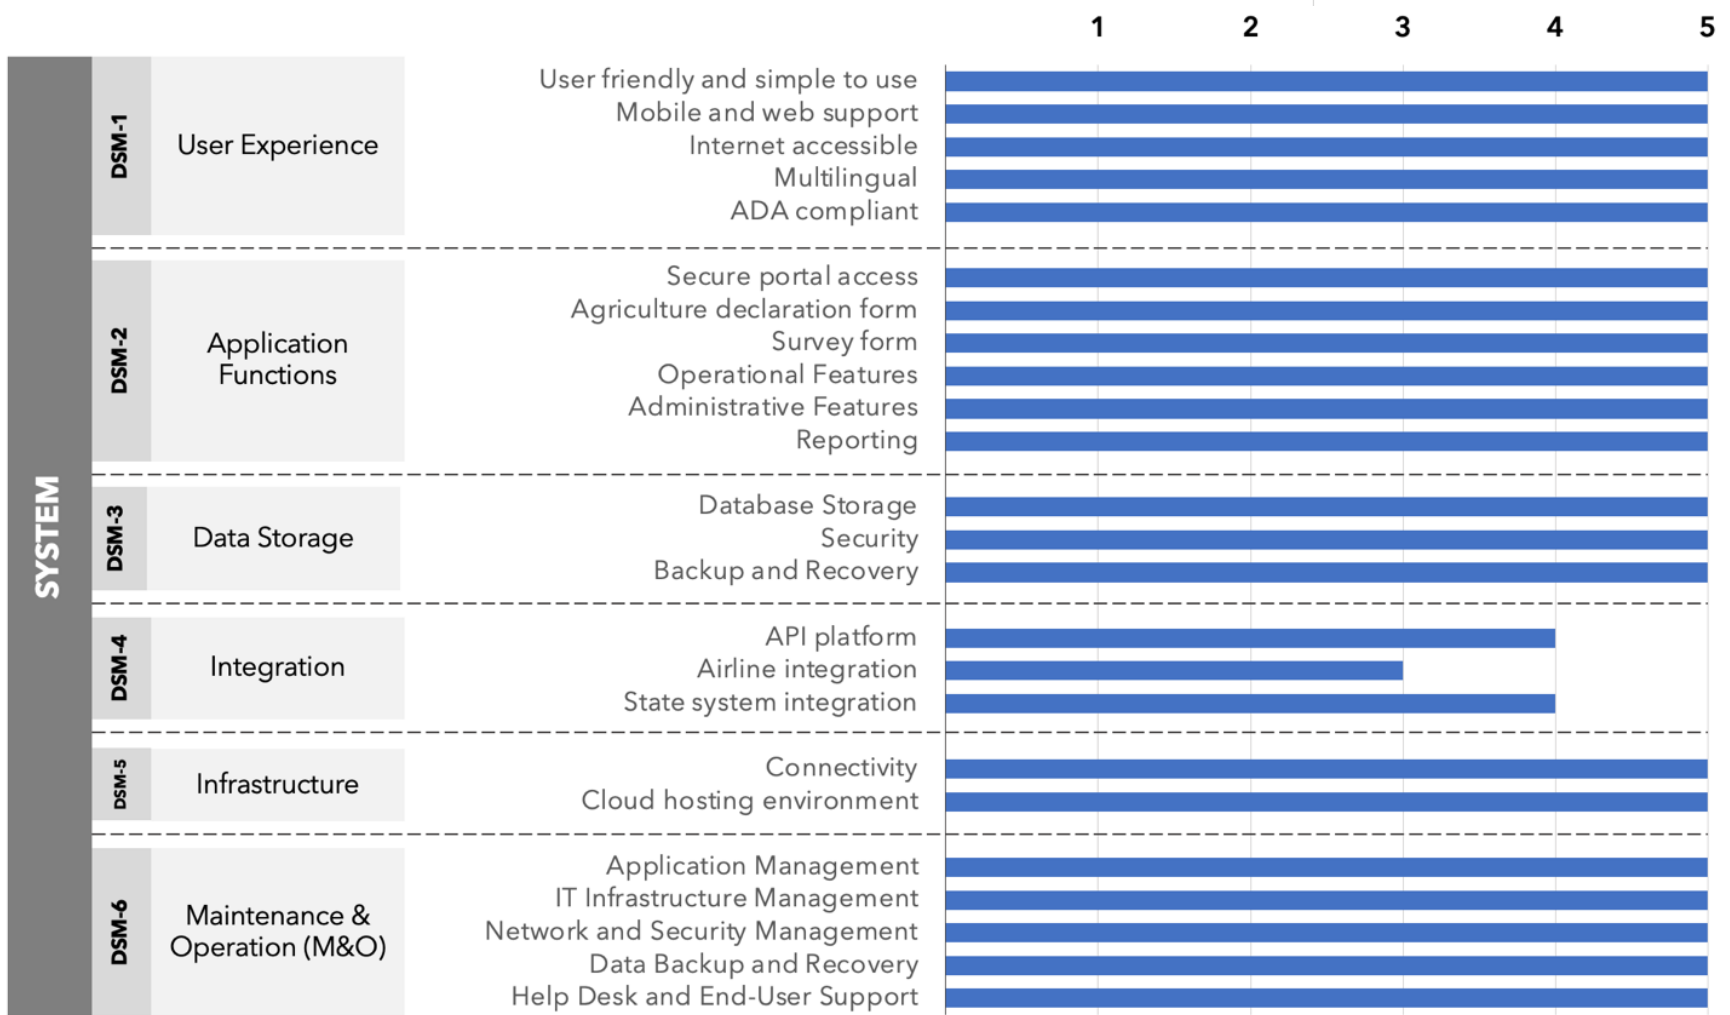 1 2 3 4 5
SYSTEM
DSM-1
User Experience
User friendly and simple to use
Mobile and web support
Internet accessible
Multilingual
ADA compliant
DSM-2
Application
Functions
Secure portal access
Agriculture declaration form
Survey form
Operational Features
Administrative Features
Reporting
DSM-3
Data Storage
Database Storage
Security
Backup and Recovery
DSM-4
Integration
API platform
Airline integration
State system integration
DSM-5
Infrastructure
Connectivity
Cloud hosting environment
DSM-6
Maintenance &
Operation (M&O)
Application Management
IT Infrastructure Management
Network and Security Management
Data Backup and Recovery
Help Desk and End-User Support